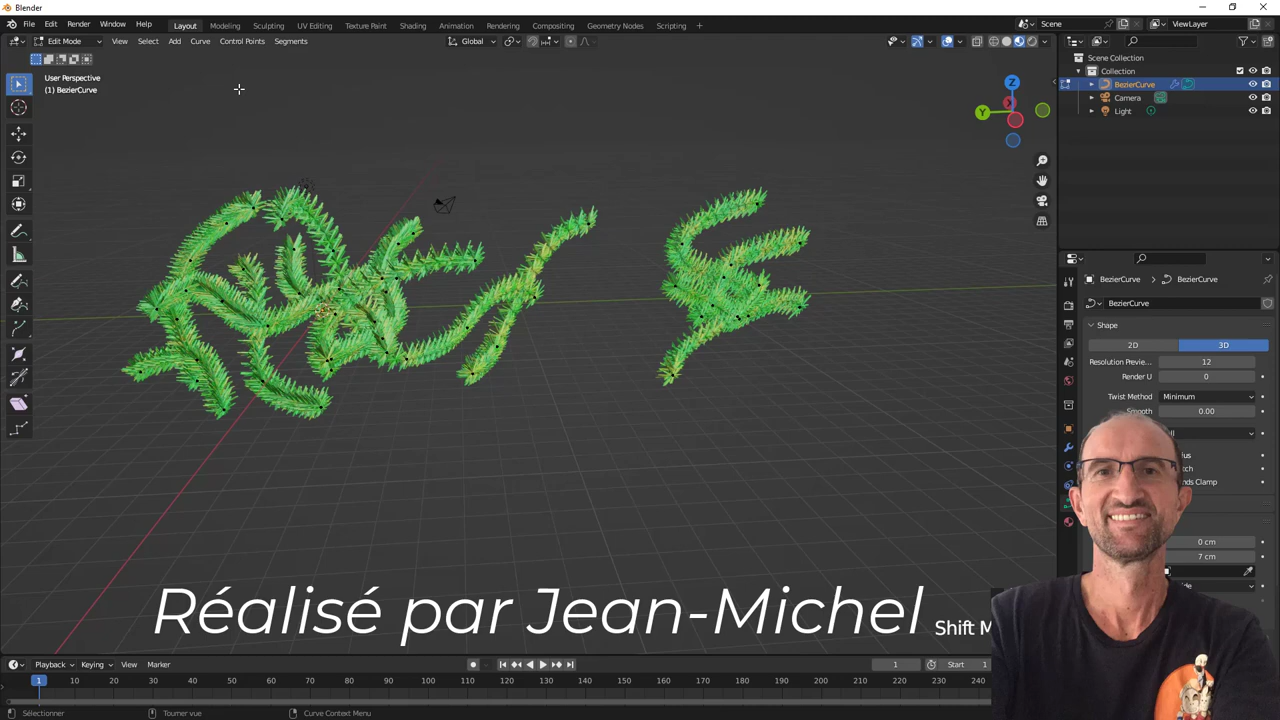 Blender
File Edit Render Window Help Layout Modeling Sculpting UV Editing Texture Paint Shading Animation Rendering Compositing Geometry Nodes Scripting + Scene ViewLayer
Edit Mode View Select Add Curve Control Points Segments Global
User Perspective
(1) BezierCurve
Z
Y
Scene Collection
Collection
BezierCurve
Camera
Light
BezierCurve > BezierCurve
BezierCurve
Shape
2D 3D
Resolution Previe... 12
Render U 0
Twist Method Minimum
Smooth 0.00
0 cm
7 cm
Réalisé par Jean-Michel
Shift M
Playback Keying View Marker 1 Start 1
1 10 20 30 40 50 60 70 80 90 100 110 120 130 140 150 160 170 180 190 200 210 220 230 240
Sélectionner Tourner vue Curve Context Menu